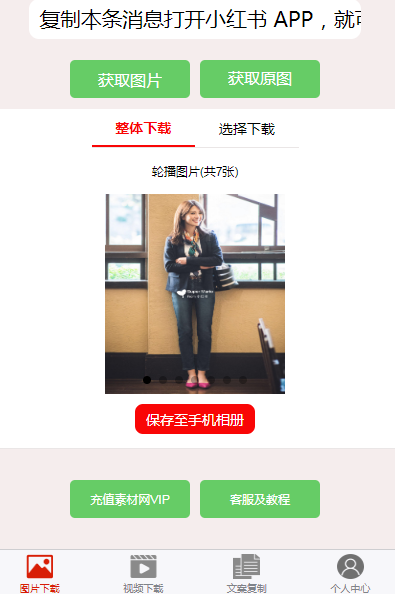 复制本条消息打开小红书 APP，就可
获取图片
获取原图
整体下载
选择下载
轮播图片(共7张)
保存至手机相册
充值素材网VIP
客服及教程
图片下载
视频下载
文案复制
个人中心